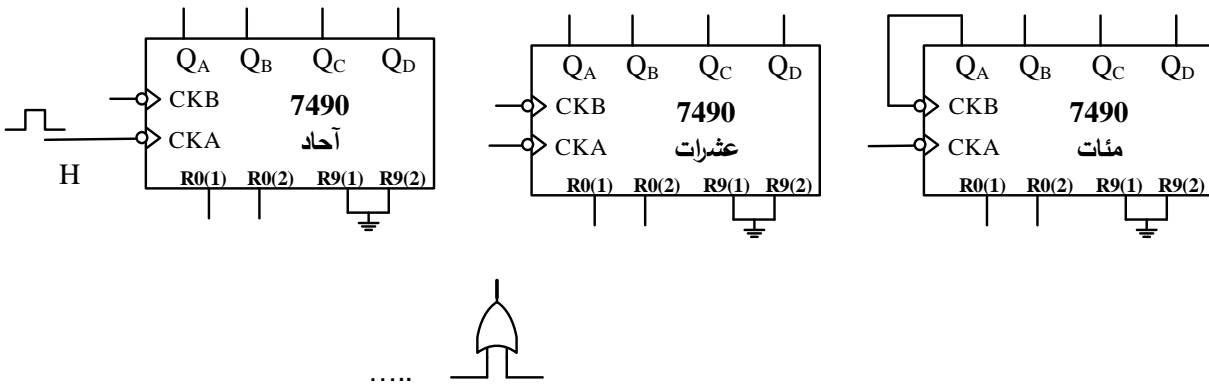 QA QB QC QD
CKB 7490
CKA آحاد
R0(1) R0(2) R9(1) R9(2)
H
QA QB QC QD
CKB 7490
CKA عشرات
R0(1) R0(2) R9(1) R9(2)
QA QB QC QD
CKB 7490
CKA مئات
R0(1) R0(2) R9(1) R9(2)
.....